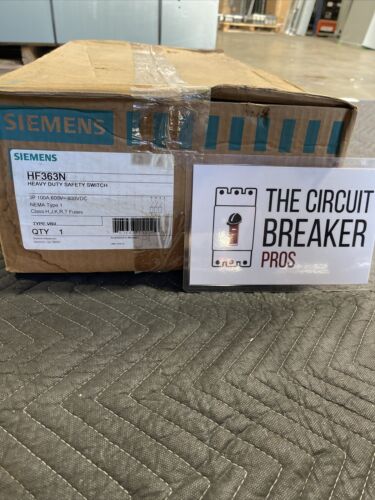 SIEMENS
SIEMENS
HF363N
HEAVY DUTY SAFETY SWITCH
3P 100A 600V~ 600VDC
NEMA Type 1
Class H,J,K,R,T Fuses
QTY 1
THE CIRCUIT
BREAKER
PROS